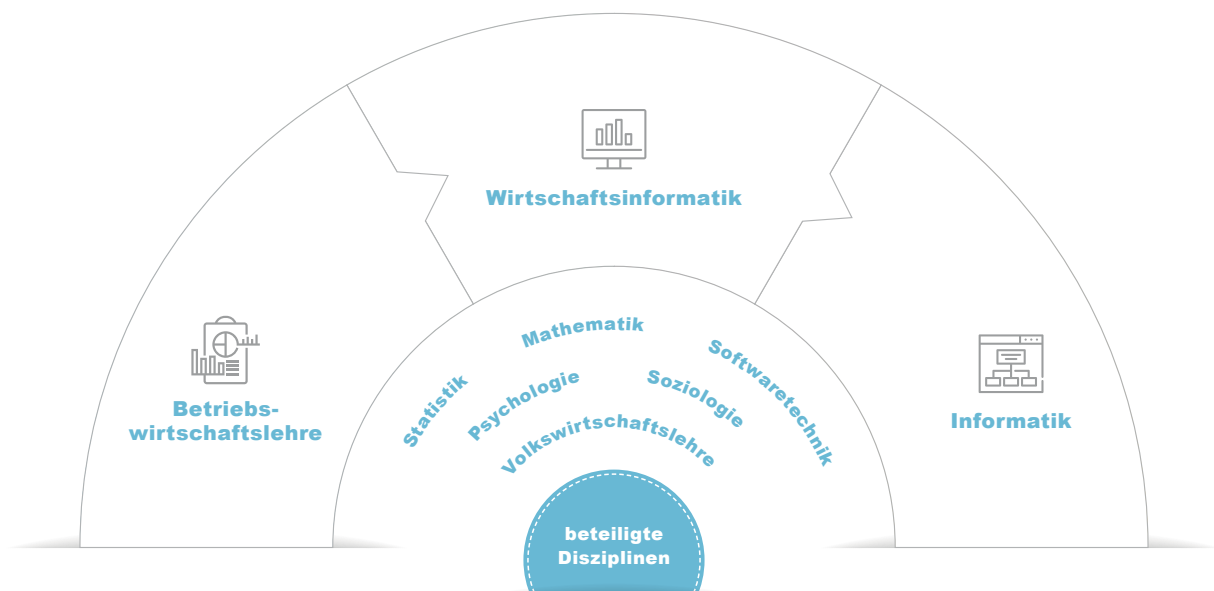 Wirtschaftsinformatik
Betriebs-
wirtschaftslehre
Informatik
Mathematik
Softwaretechnik
Statistik
Psychologie
Soziologie
Volkswirtschaftslehre
beteiligte
Disziplinen